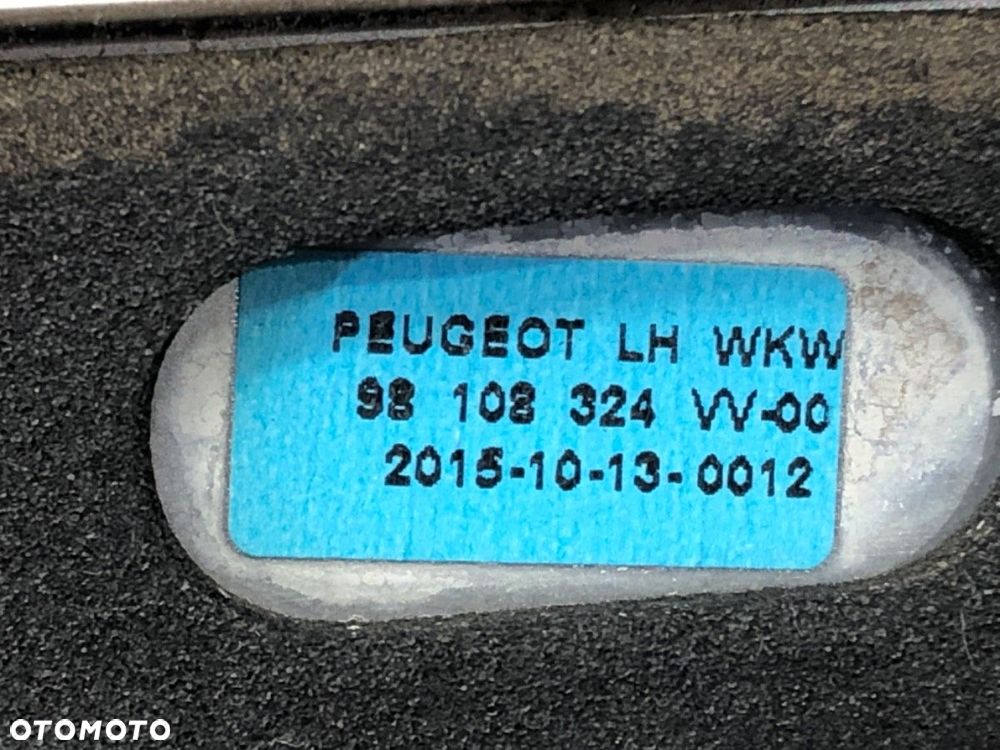 PEUGEOT LH WKW
98 108 324 VV-00
2015-10-13-0012
OTOMOTO